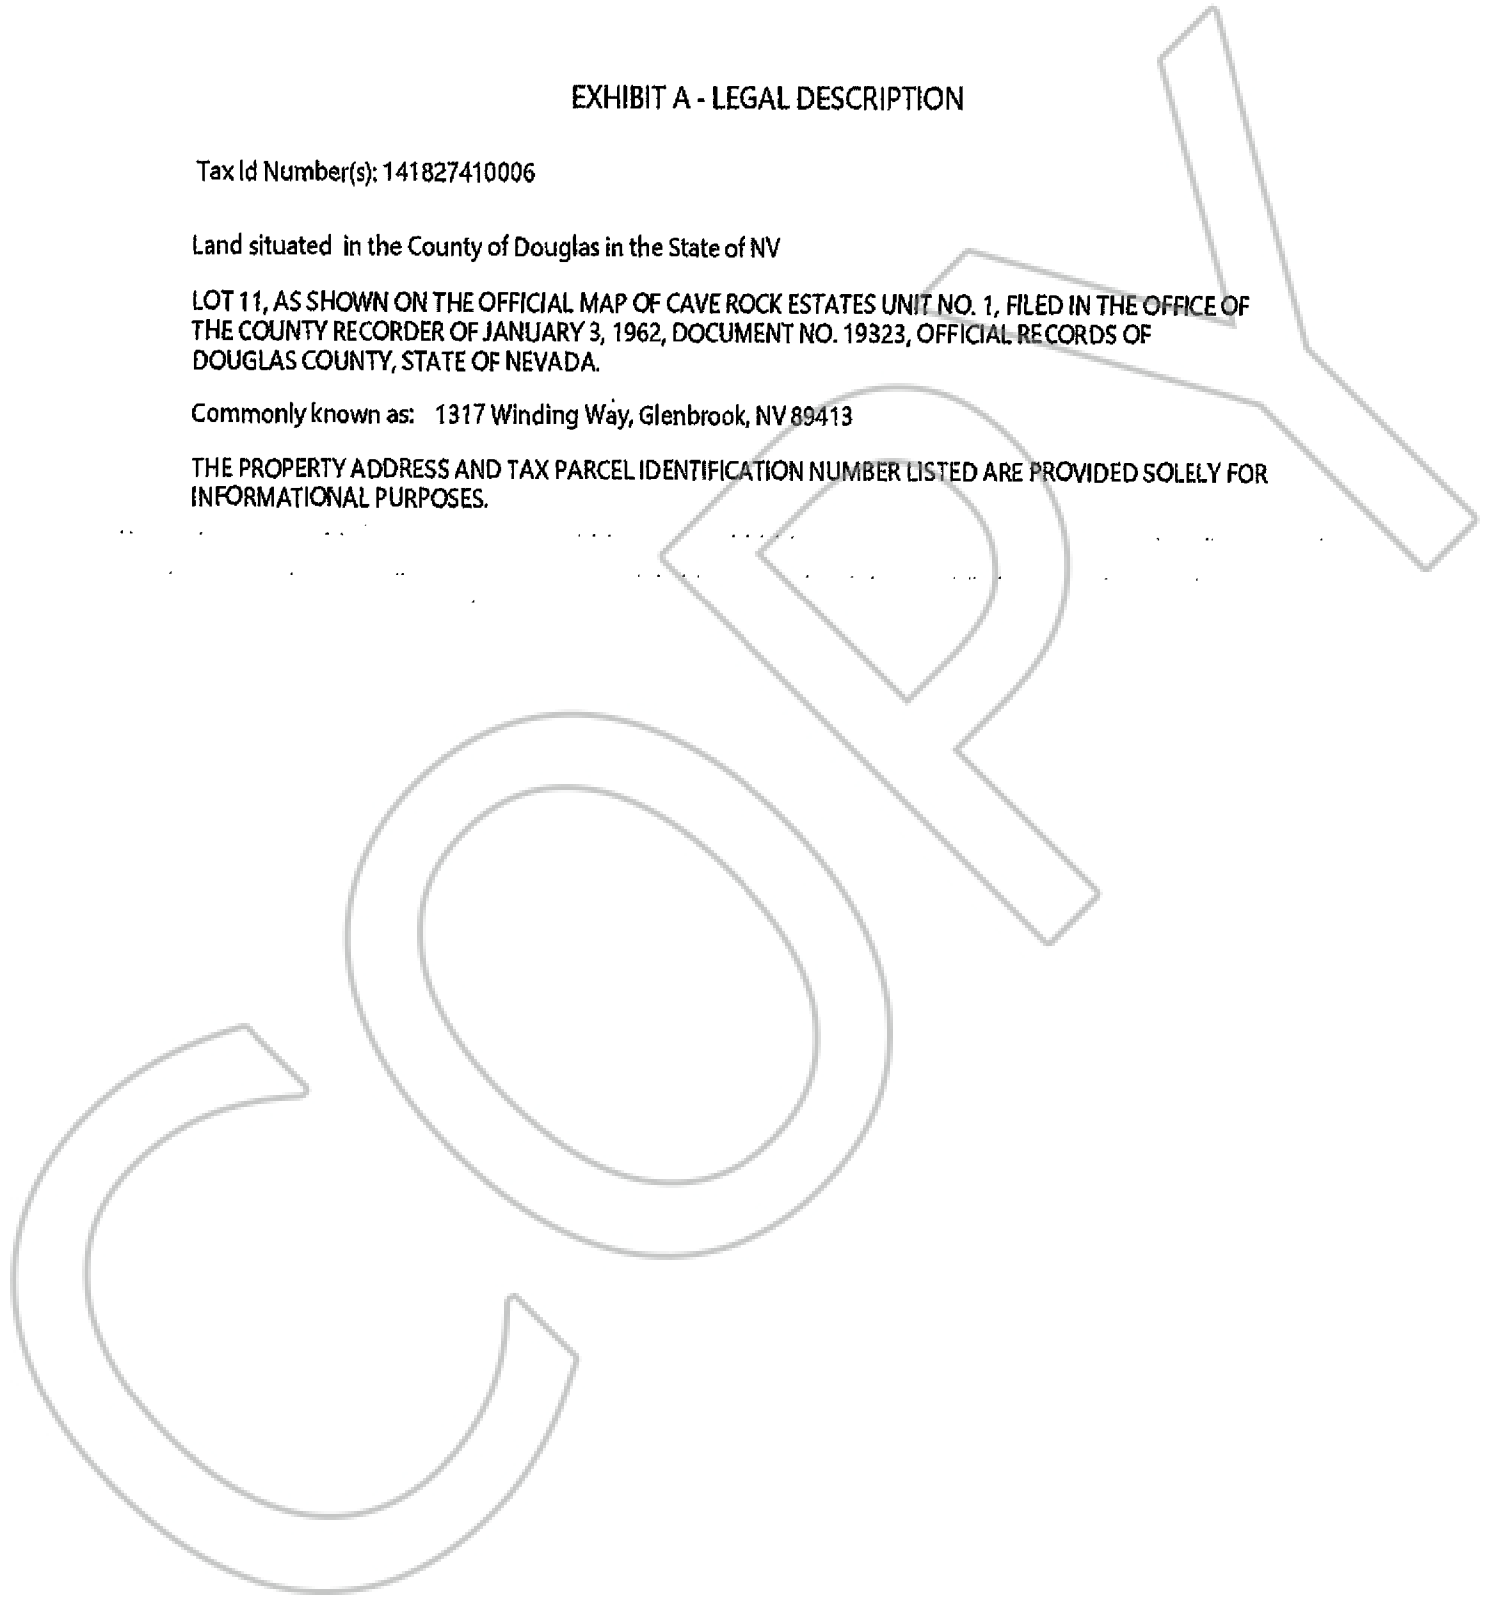 EXHIBIT A - LEGAL DESCRIPTION
Tax Id Number(s): 141827410006
Land situated in the County of Douglas in the State of NV
LOT 11, AS SHOWN ON THE OFFICIAL MAP OF CAVE ROCK ESTATES UNIT NO. 1, FILED IN THE OFFICE OF
THE COUNTY RECORDER OF JANUARY 3, 1962, DOCUMENT NO. 19323, OFFICIAL RECORDS OF
DOUGLAS COUNTY, STATE OF NEVADA.
Commonly known as: 1317 Winding Way, Glenbrook, NV 89413
THE PROPERTY ADDRESS AND TAX PARCEL IDENTIFICATION NUMBER LISTED ARE PROVIDED SOLELY FOR
INFORMATIONAL PURPOSES.
COPY